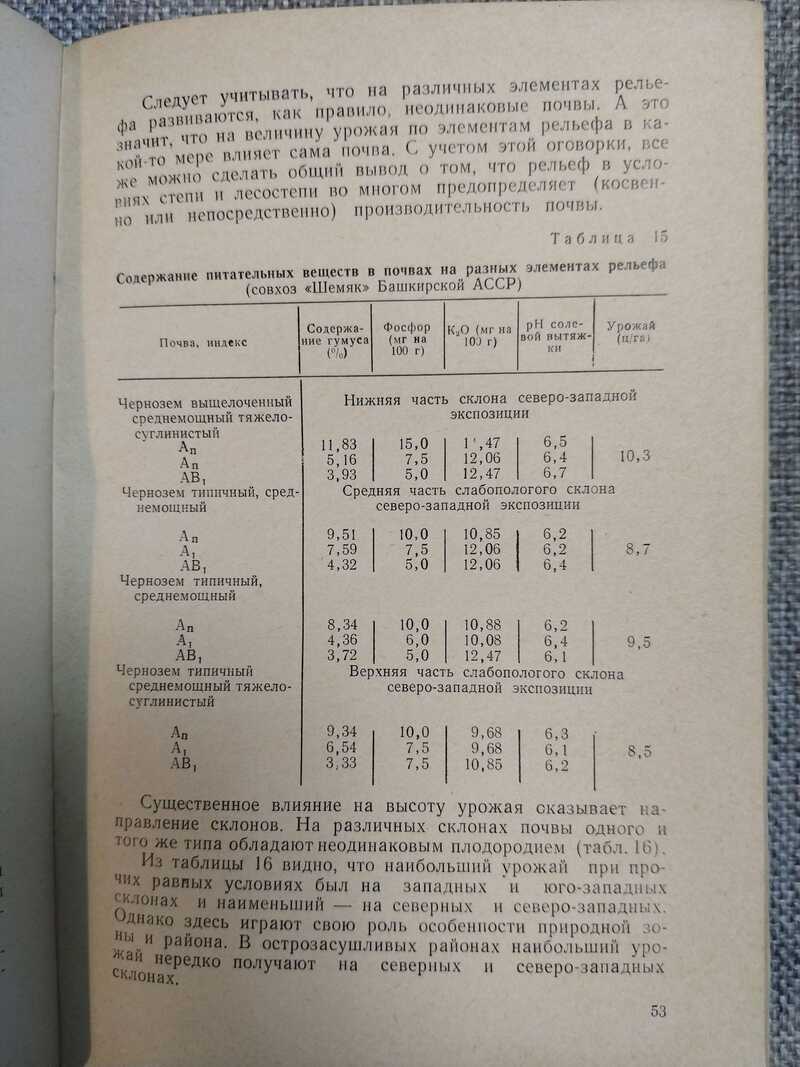 Следует учитывать, что на различных элементах релье-
фа развиваются, как правило, неодинаковые почвы. А это
значит, что на величину урожая по элементам рельефа в ка-
кой-то мере влияет сама почва. С учетом этой оговорки, все
же можно сделать общий вывод о том, что рельеф в усло-
виях степи и лесостепи во многом предопределяет (косвен-
но или непосредственно) производительность почвы.
Таблица 15
Содержание питательных веществ в почвах на разных элементах рельефа
(совхоз «Шемяк» Башкирской АССР)
Почва, индекс | Содержа-ние гумуса (%) | Фосфор (мг на 100 г) | K₂O (мг на 100 г) | pH соле-вой вытяж-ки | Урожай (ц/га)
Чернозем выщелоченный Нижняя часть склона северо-западной
среднемощный тяжело- экспозиции
суглинистый
Aп 11,83 15,0 1',47 6,5
Aп 5,16 7,5 12,06 6,4 10,3
AB₁ 3,93 5,0 12,47 6,7
Чернозем типичный, сред- Средняя часть слабопологого склона
немощный северо-западной экспозиции
Aп 9,51 10,0 10,85 6,2
A₁ 7,59 7,5 12,06 6,2 8,7
AB₁ 4,32 5,0 12,06 6,4
Чернозем типичный,
среднемощный
Aп 8,34 10,0 10,88 6,2
A₁ 4,36 6,0 10,08 6,4 9,5
AB₁ 3,72 5,0 12,47 6,1
Чернозем типичный Верхняя часть слабопологого склона
среднемощный тяжело- северо-западной экспозиции
суглинистый
Aп 9,34 10,0 9,68 6,3
A₁ 6,54 7,5 9,68 6,1 8,5
AB₁ 3,33 7,5 10,85 6,2
Существенное влияние на высоту урожая оказывает на-
правление склонов. На различных склонах почвы одного и
того же типа обладают неодинаковым плодородием (табл. 16).
Из таблицы 16 видно, что наибольший урожай при про-
чих равных условиях был на западных и юго-западных
склонах и наименьший — на северных и северо-западных.
Однако здесь играют свою роль особенности природной зо-
ны и района. В острозасушливых районах наибольший уро-
жай нередко получают на северных и северо-западных
склонах.
53